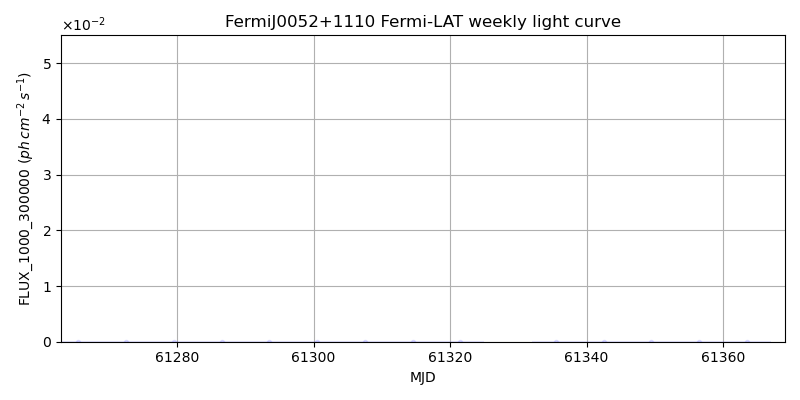 FermiJ0052+1110 Fermi-LAT weekly light curve
×10⁻²
5
4
3
2
1
0
FLUX_1000_300000 (ph cm⁻² s⁻¹)
61280 61300 61320 61340 61360
MJD